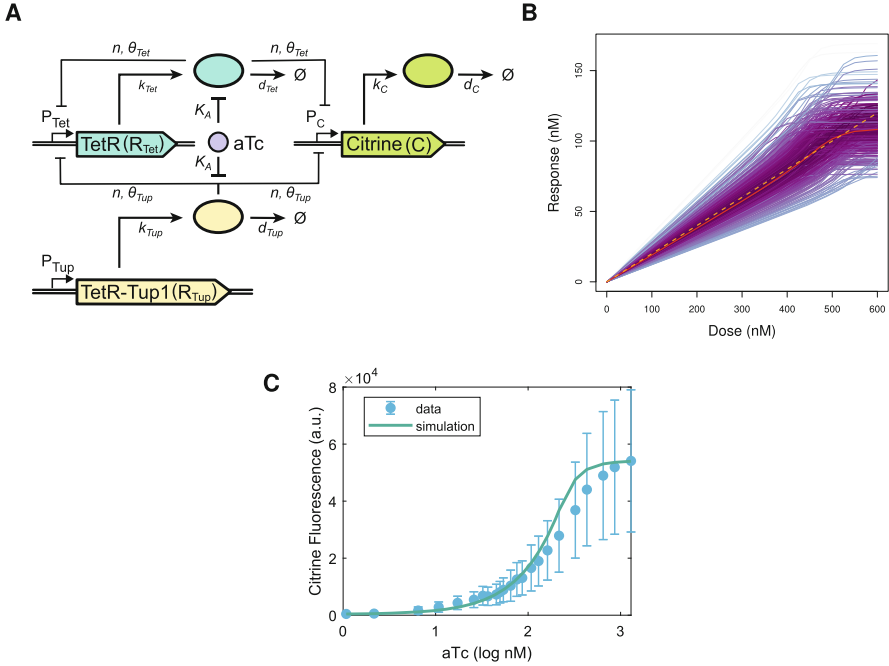 A
n, θTet
n, θTet
kTet
dTet
Ø
kC
dC
Ø
PTet
KA
PC
TetR (RTet)
aTc
Citrine (C)
KA
n, θTup
n, θTup
kTup
dTup
Ø
PTup
TetR-Tup1 (RTup)
B
Response (nM)
150
100
50
0
0 100 200 300 400 500 600
Dose (nM)
C
×10⁴
8
6
4
2
0
Citrine Fluorescence (a.u.)
data
simulation
0 1 2 3
aTc (log nM)